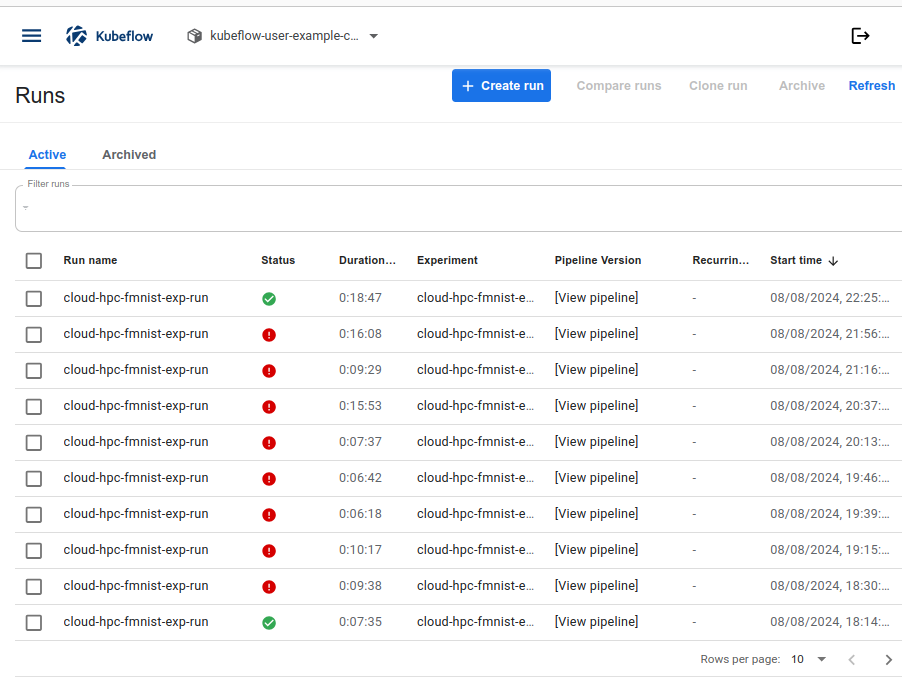 Kubeflow kubeflow-user-example-c...
Runs
+ Create run Compare runs Clone run Archive Refresh
Active Archived
Filter runs
Run name Status Duration... Experiment Pipeline Version Recurrin... Start time
cloud-hpc-fmnist-exp-run 0:18:47 cloud-hpc-fmnist-e... [View pipeline] - 08/08/2024, 22:25:...
cloud-hpc-fmnist-exp-run 0:16:08 cloud-hpc-fmnist-e... [View pipeline] - 08/08/2024, 21:56:...
cloud-hpc-fmnist-exp-run 0:09:29 cloud-hpc-fmnist-e... [View pipeline] - 08/08/2024, 21:16:...
cloud-hpc-fmnist-exp-run 0:15:53 cloud-hpc-fmnist-e... [View pipeline] - 08/08/2024, 20:37:...
cloud-hpc-fmnist-exp-run 0:07:37 cloud-hpc-fmnist-e... [View pipeline] - 08/08/2024, 20:13:...
cloud-hpc-fmnist-exp-run 0:06:42 cloud-hpc-fmnist-e... [View pipeline] - 08/08/2024, 19:46:...
cloud-hpc-fmnist-exp-run 0:06:18 cloud-hpc-fmnist-e... [View pipeline] - 08/08/2024, 19:39:...
cloud-hpc-fmnist-exp-run 0:10:17 cloud-hpc-fmnist-e... [View pipeline] - 08/08/2024, 19:15:...
cloud-hpc-fmnist-exp-run 0:09:38 cloud-hpc-fmnist-e... [View pipeline] - 08/08/2024, 18:30:...
cloud-hpc-fmnist-exp-run 0:07:35 cloud-hpc-fmnist-e... [View pipeline] - 08/08/2024, 18:14:...
Rows per page: 10